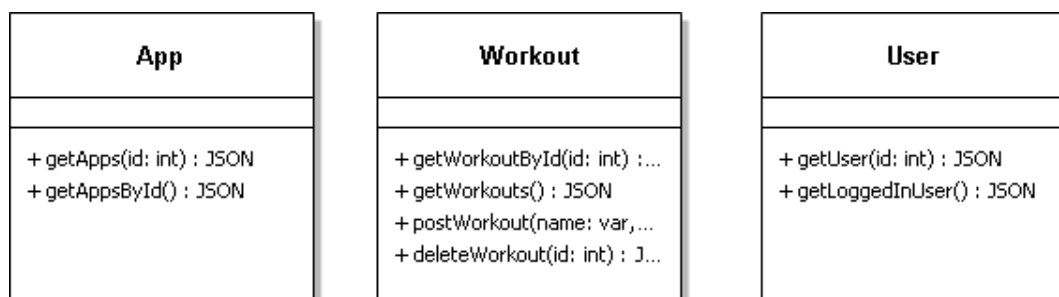 App
+ getApps(id: int) : JSON
+ getAppsById() : JSON
Workout
+ getWorkoutById(id: int) :...
+ getWorkouts() : JSON
+ postWorkout(name: var,...
+ deleteWorkout(id: int) : J...
User
+ getUser(id: int) : JSON
+ getLoggedInUser() : JSON